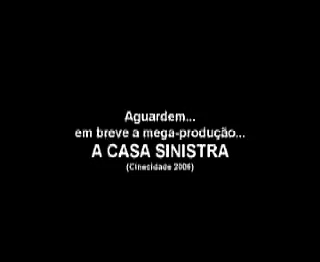 Aguardem...
em breve a mega-produção...
A CASA SINISTRA
(Cinecidade 2006)